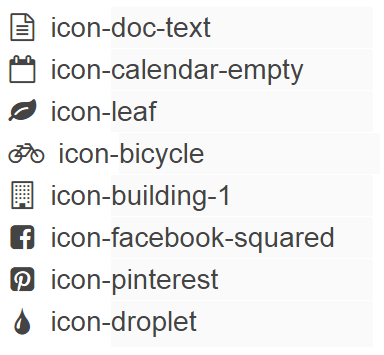 icon-doc-text
icon-calendar-empty
icon-leaf
icon-bicycle
icon-building-1
icon-facebook-squared
icon-pinterest
icon-droplet